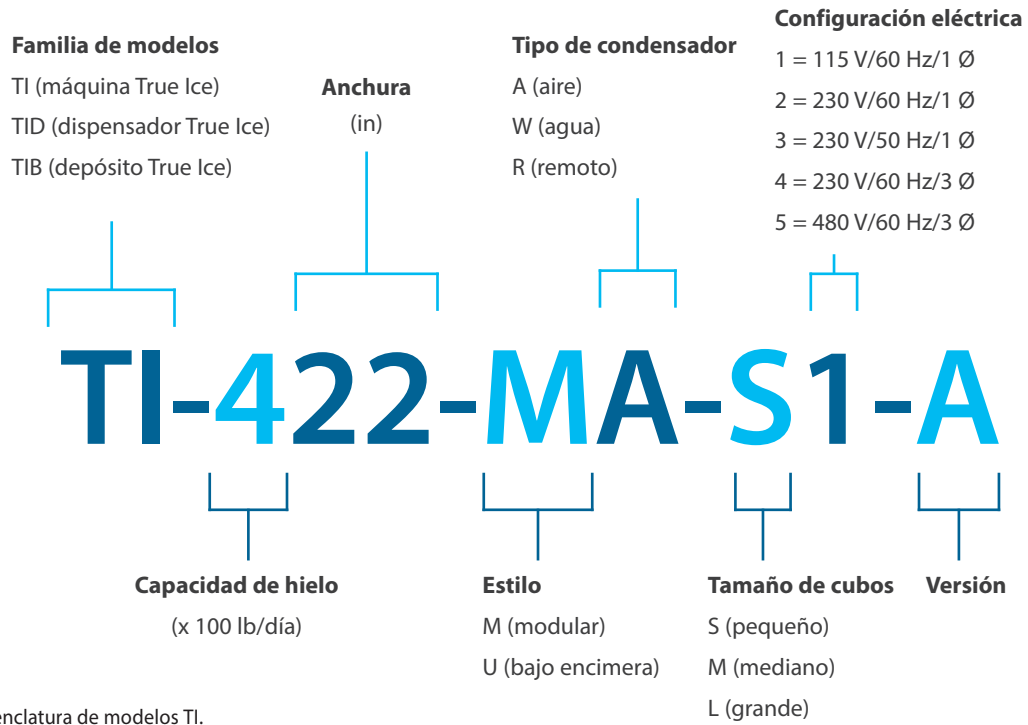 Familia de modelos
TI (máquina True Ice)
TID (dispensador True Ice)
TIB (depósito True Ice)
Anchura
(in)
Tipo de condensador
A (aire)
W (agua)
R (remoto)
Configuración eléctrica
1 = 115 V/60 Hz/1 Ø
2 = 230 V/60 Hz/1 Ø
3 = 230 V/50 Hz/1 Ø
4 = 230 V/60 Hz/3 Ø
5 = 480 V/60 Hz/3 Ø
TI-422-MA-S1-A
Capacidad de hielo
(x 100 lb/día)
Estilo
M (modular)
U (bajo encimera)
Tamaño de cubos
S (pequeño)
M (mediano)
L (grande)
Versión
de modelos TI.